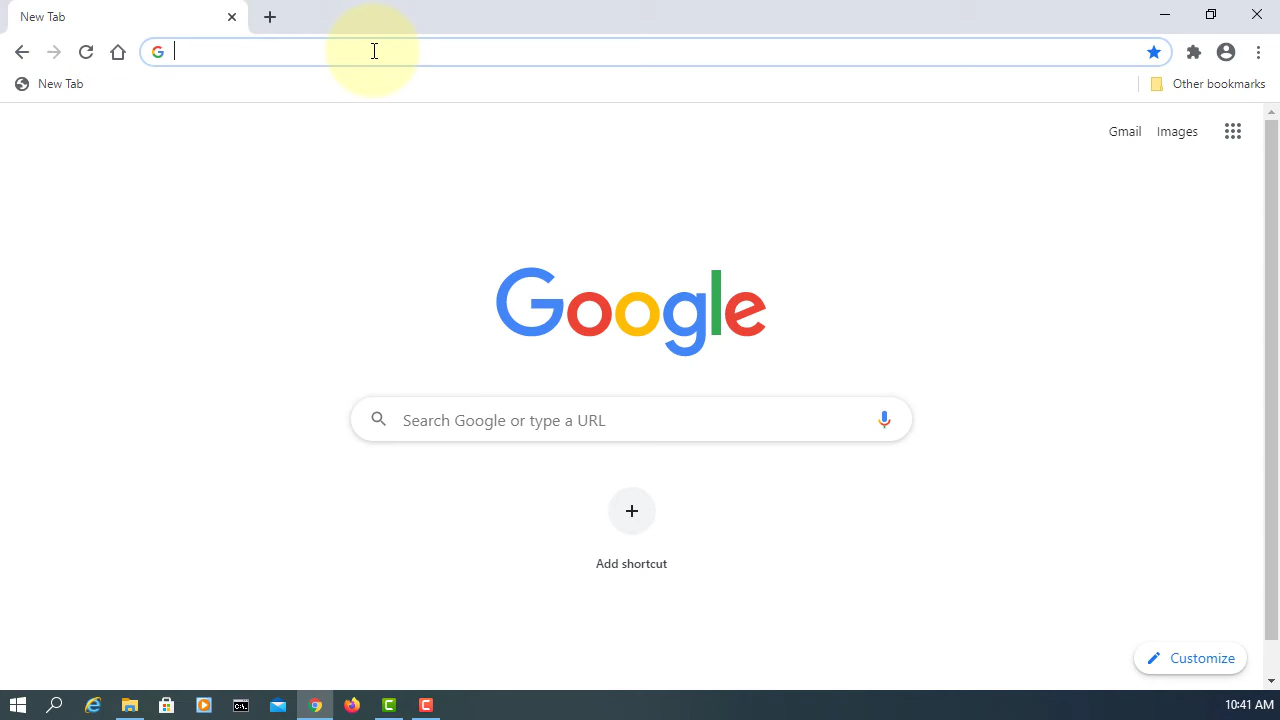 New Tab
New Tab
Other bookmarks
Gmail
Images
Google
Search Google or type a URL
Add shortcut
Customize
10:41 AM